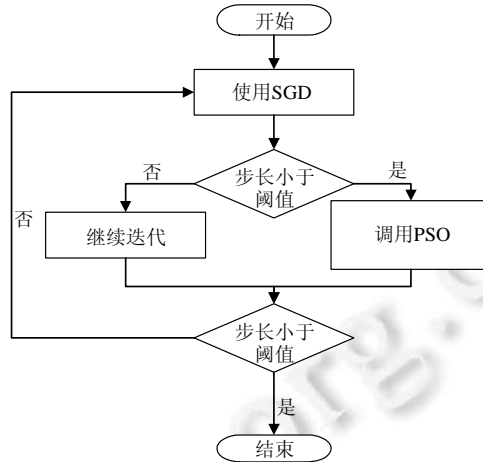 开始
使用SGD
步长小于
阈值
否
是
否
继续迭代
调用PSO
步长小于
阈值
是
结束
org.